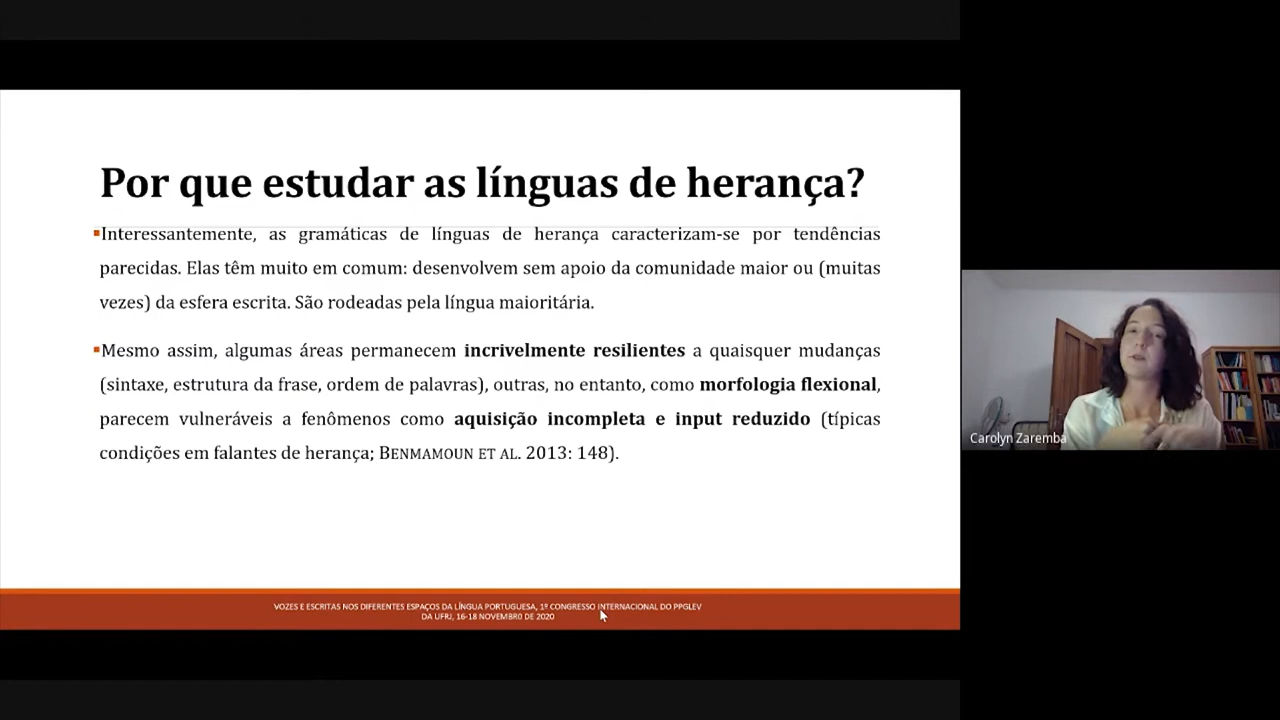 Por que estudar as línguas de herança?
▪Interessantemente, as gramáticas de línguas de herança caracterizam-se por tendências
parecidas. Elas têm muito em comum: desenvolvem sem apoio da comunidade maior ou (muitas
vezes) da esfera escrita. São rodeadas pela língua maioritária.
▪Mesmo assim, algumas áreas permanecem incrivelmente resilientes a quaisquer mudanças
(sintaxe, estrutura da frase, ordem de palavras), outras, no entanto, como morfologia flexional,
parecem vulneráveis a fenômenos como aquisição incompleta e input reduzido (típicas
condições em falantes de herança; BENMAMOUN ET AL. 2013: 148).
VOZES E ESCRITAS NOS DIFERENTES ESPAÇOS DA LÍNGUA PORTUGUESA, 1º CONGRESSO INTERNACIONAL DO PPGLEV
DA UFRJ, 16-18 NOVEMBRO DE 2020
Carolyn Zaremba